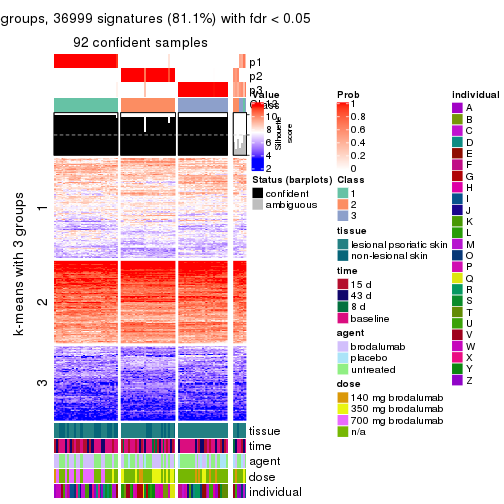 groups, 36999 signatures (81.1%) with fdr < 0.05
92 confident samples
p1
p2
p3
Class
Value
10
8
6
4
2
Silhouette
score
Status (barplots)
confident
ambiguous
Prob
1
0.8
0.6
0.4
0.2
0
Class
1
2
3
tissue
lesional psoriatic skin
non-lesional skin
time
15 d
43 d
8 d
baseline
agent
brodalumab
placebo
untreated
dose
140 mg brodalumab
350 mg brodalumab
700 mg brodalumab
n/a
individual
A
B
C
D
E
F
G
H
I
J
K
L
M
O
P
Q
R
S
T
U
V
W
X
Y
Z
k-means with 3 groups
1
2
3
tissue
time
agent
dose
individual